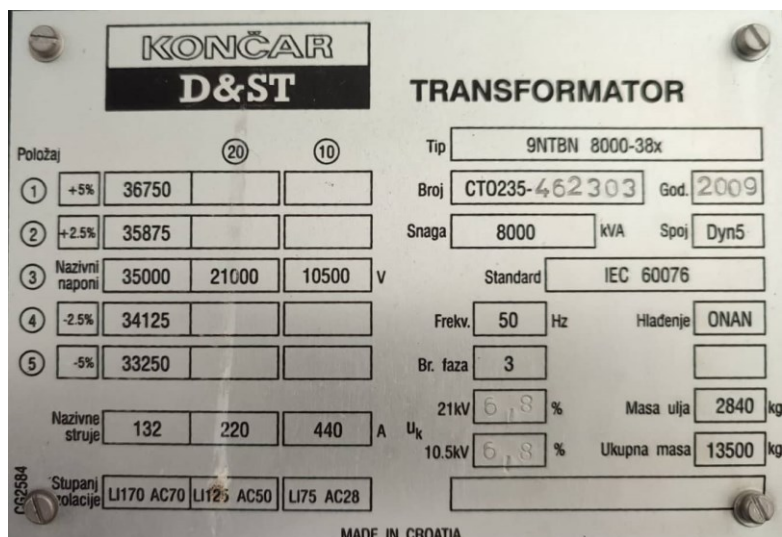 KONČAR
D&ST
TRANSFORMATOR
Položaj 20 10
1 +5% 36750
2 +2.5% 35875
3 Nazivni naponi 35000 21000 10500 V
4 -2.5% 34125
5 -5% 33250
Nazivne struje 132 220 440 A
Stupanj izolacije LI170 AC70 LI125 AC50 LI75 AC28
CG2584
Tip 9NTBN 8000-38x
Broj CTO235-462303 God. 2009
Snaga 8000 kVA Spoj Dyn5
Standard IEC 60076
Frekv. 50 Hz Hlađenje ONAN
Br. faza 3
uk
21kV 6,8 % Masa ulja 2840 kg
10.5kV 6,8 % Ukupna masa 13500 kg
MADE IN CROATIA